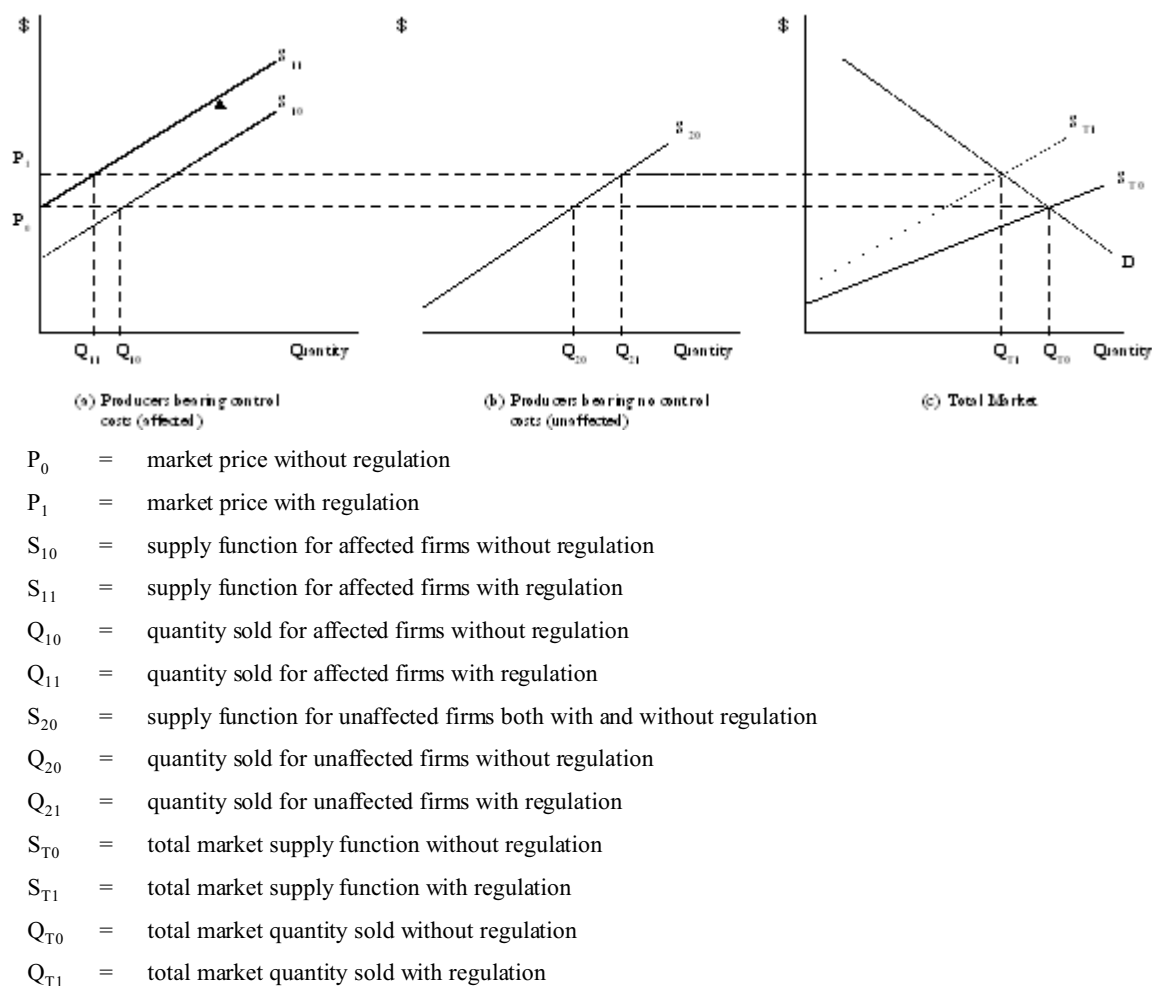 $ $ $
S11
S10
S20
ST1
ST0
P1
P0
D
Q11 Q10 Quantity Q20 Q21 Quantity QT1 QT0 Quantity
(a) Producers bearing control
costs (affected)
(b) Producers bearing no control
costs (unaffected)
(c) Total Market
P0 = market price without regulation
P1 = market price with regulation
S10 = supply function for affected firms without regulation
S11 = supply function for affected firms with regulation
Q10 = quantity sold for affected firms without regulation
Q11 = quantity sold for affected firms with regulation
S20 = supply function for unaffected firms both with and without regulation
Q20 = quantity sold for unaffected firms without regulation
Q21 = quantity sold for unaffected firms with regulation
ST0 = total market supply function without regulation
ST1 = total market supply function with regulation
QT0 = total market quantity sold without regulation
QT1 = total market quantity sold with regulation